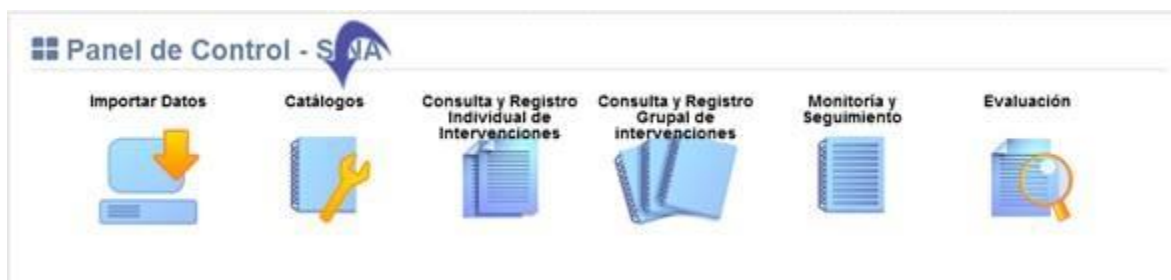 Panel de Control -
Importar Datos
Catálogos
Consulta y Registro
Individual de
Intervenciones
Consulta y Registro
Grupal de
intervenciones
Monitoría y
Seguimiento
Evaluación